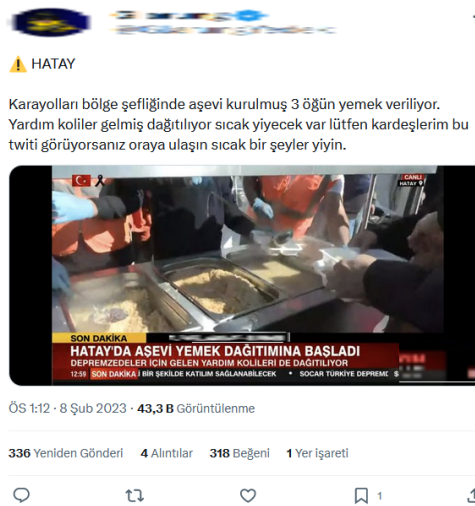 ⚠️ HATAY
Karayolları bölge şefliğinde aşevi kurulmuş 3 öğün yemek veriliyor.
Yardım koliler gelmiş dağıtılıyor sıcak yiyecek var lütfen kardeşlerim bu
twiti görüyorsanız oraya ulaşın sıcak bir şeyler yiyin.
CANLI
HATAY
SON DAKİKA
HATAY'DA AŞEVİ YEMEK DAĞITIMINA BAŞLADI
DEPREMZEDELER İÇİN GELEN YARDIM KOLİLERİ DE DAĞITILIYOR
12:59 SON DAKİKA BİR ŞEKİLDE KATILIM SAĞLANABİLECEK • SOCAR TÜRKİYE
ÖS 1:12 · 8 Şub 2023 · 43,3 B Görüntülenme
336 Yeniden Gönderi 4 Alıntılar 318 Beğeni 1 Yer işareti
1